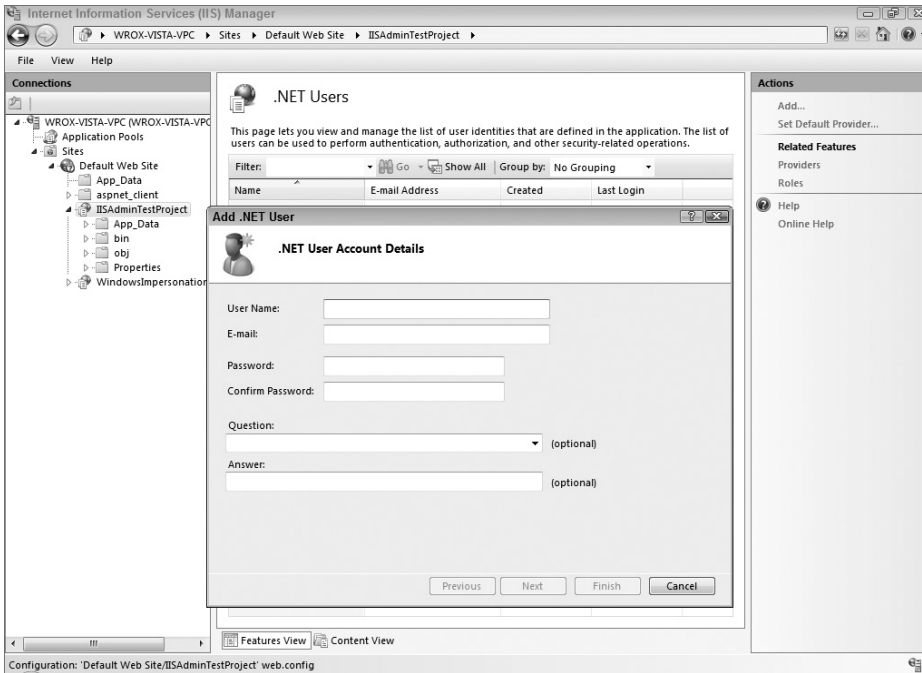 Internet Information Services (IIS) Manager
WROX-VISTA-VPC Sites Default Web Site IISAdminTestProject
File View Help
Connections
WROX-VISTA-VPC (WROX-VISTA-VPC
Application Pools
Sites
Default Web Site
App_Data
aspnet_client
IISAdminTestProject
App_Data
bin
obj
Properties
WindowsImpersonation
.NET Users
This page lets you view and manage the list of user identities that are defined in the application. The list of
users can be used to perform authentication, authorization, and other security-related operations.
Filter: Go Show All Group by: No Grouping
Name E-mail Address Created Last Login
Add .NET User
.NET User Account Details
User Name:
E-mail:
Password:
Confirm Password:
Question:
(optional)
Answer:
(optional)
Previous Next Finish Cancel
Features View Content View
Actions
Add...
Set Default Provider...
Related Features
Providers
Roles
Help
Online Help
Configuration: 'Default Web Site/IISAdminTestProject' web.config